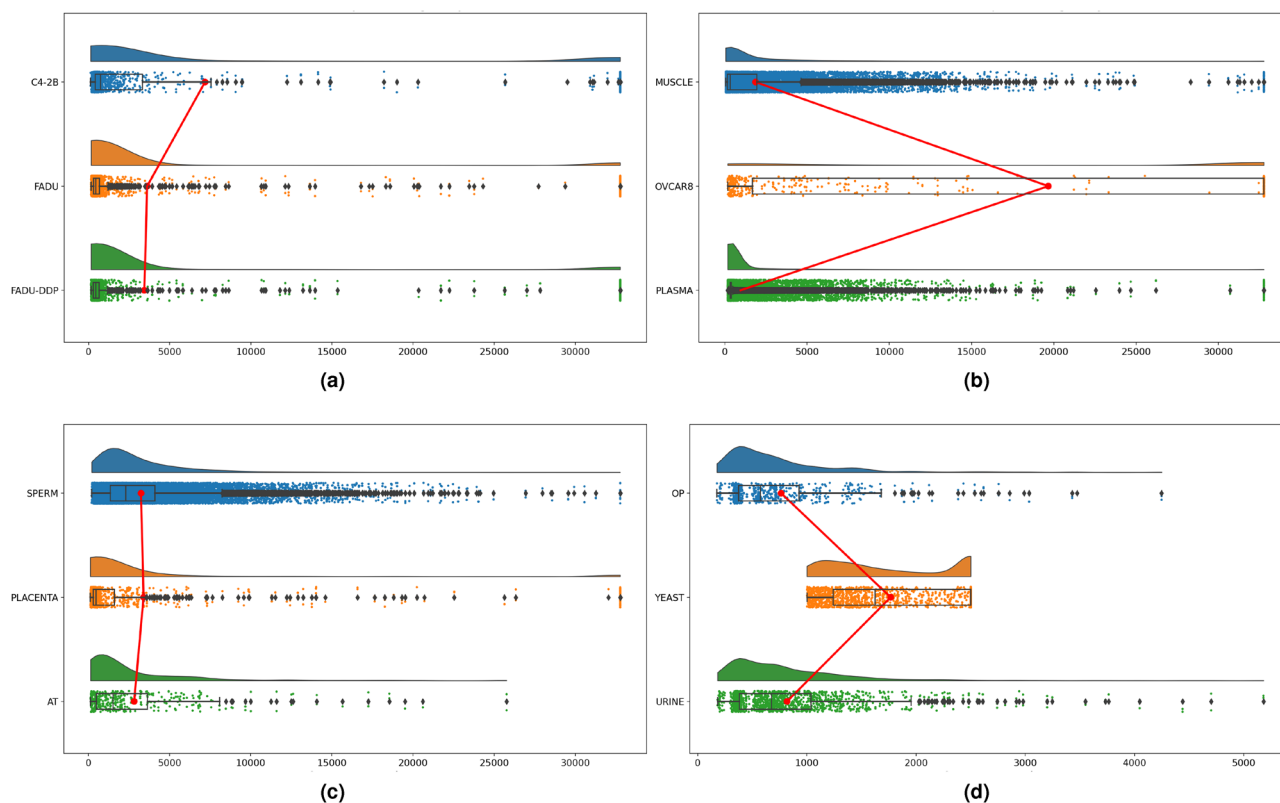 C4-2B
FADU
FADU-DDP
0 5000 10000 15000 20000 25000 30000
(a)
MUSCLE
OVCAR8
PLASMA
0 5000 10000 15000 20000 25000 30000
(b)
SPERM
PLACENTA
AT
0 5000 10000 15000 20000 25000 30000
(c)
OP
YEAST
URINE
0 1000 2000 3000 4000 5000
(d)